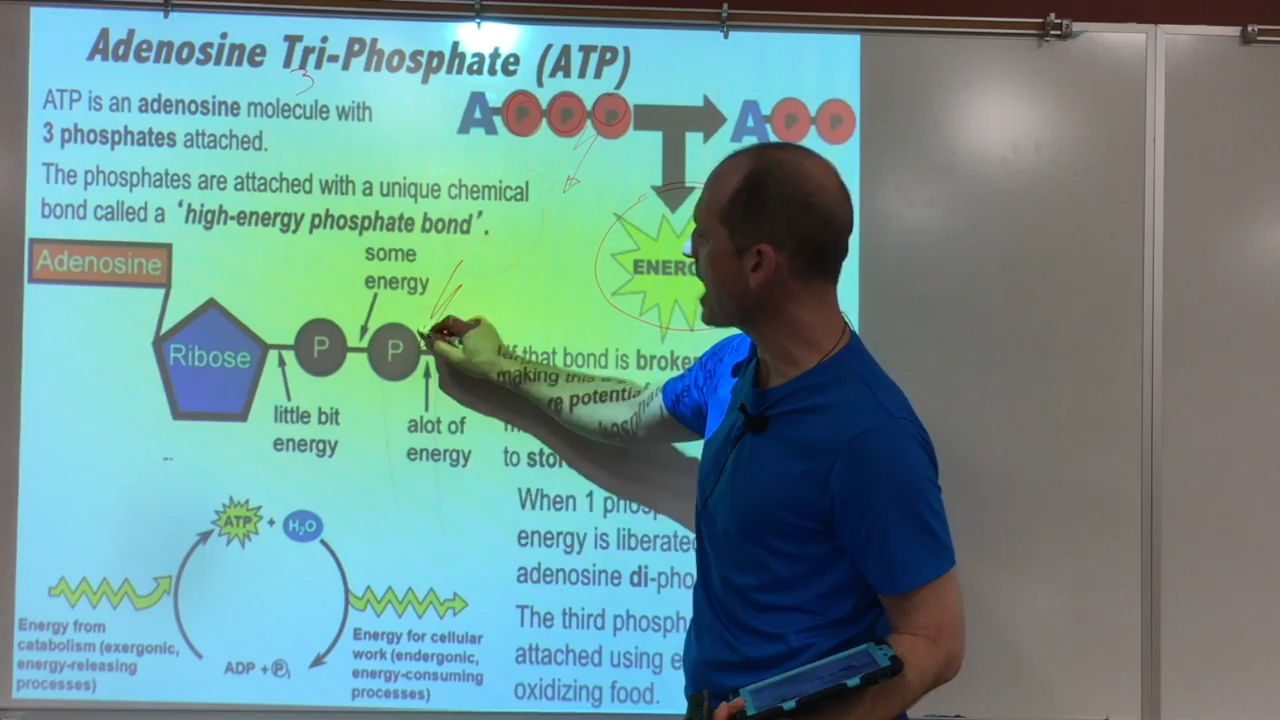 Adenosine Tri-Phosphate (ATP)
3
ATP is an adenosine molecule with
3 phosphates attached.
A P P P
A P P
The phosphates are attached with a unique chemical
bond called a 'high-energy phosphate bond'.
ENERG
Adenosine
some
energy
Ribose
P
P
little bit
energy
alot of
energy
If that bond is broken
making this
re potential
to
When 1
energy is liberated
adenosine di-pho
The third phosph
attached using e
oxidizing food.
ATP + H₂O
Energy from
catabolism (exergonic,
energy-releasing
processes)
Energy for cellular
work (endergonic,
energy-consuming
processes)
ADP + Pi